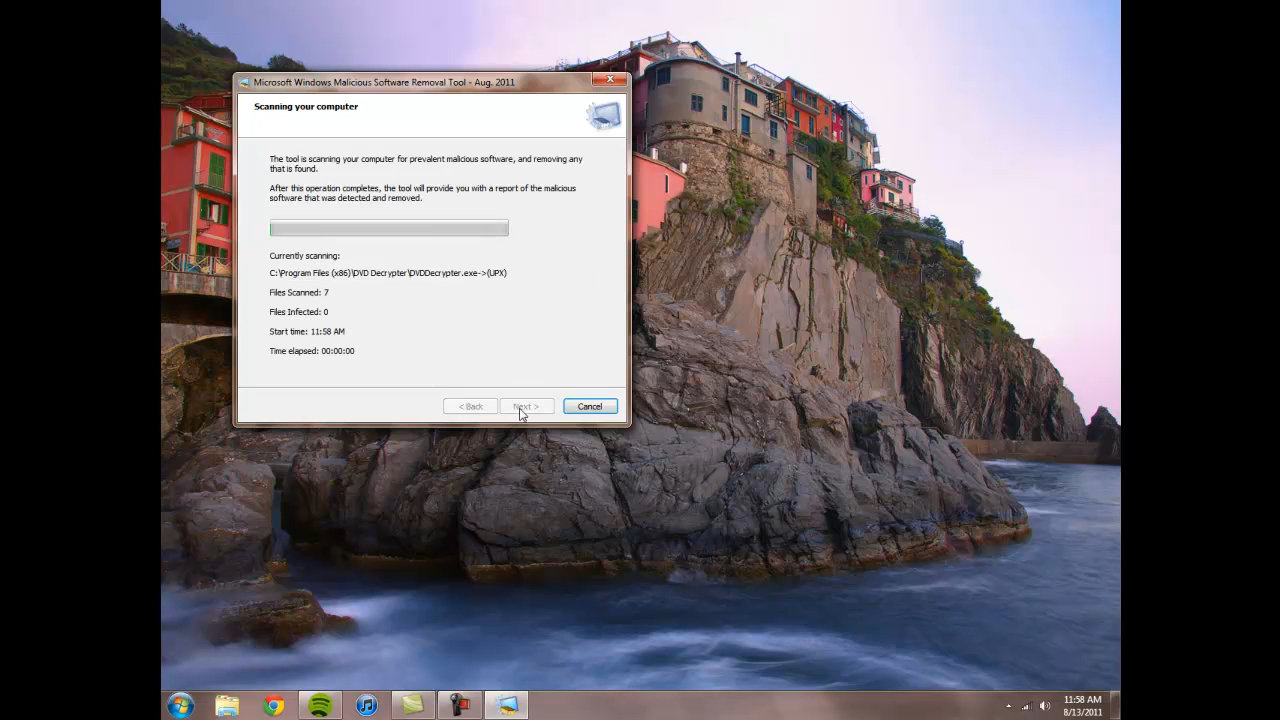 Microsoft Windows Malicious Software Removal Tool - Aug. 2011
Scanning your computer
The tool is scanning your computer for prevalent malicious software, and removing any
that is found.
After this operation completes, the tool will provide you with a report of the malicious
software that was detected and removed.
Currently scanning:
C:\Program Files (x86)\DVD Decrypter\DVDDecrypter.exe->(UPX)
Files Scanned: 7
Files Infected: 0
Start time: 11:58 AM
Time elapsed: 00:00:00
< Back
Next >
Cancel
11:58 AM
8/13/2011